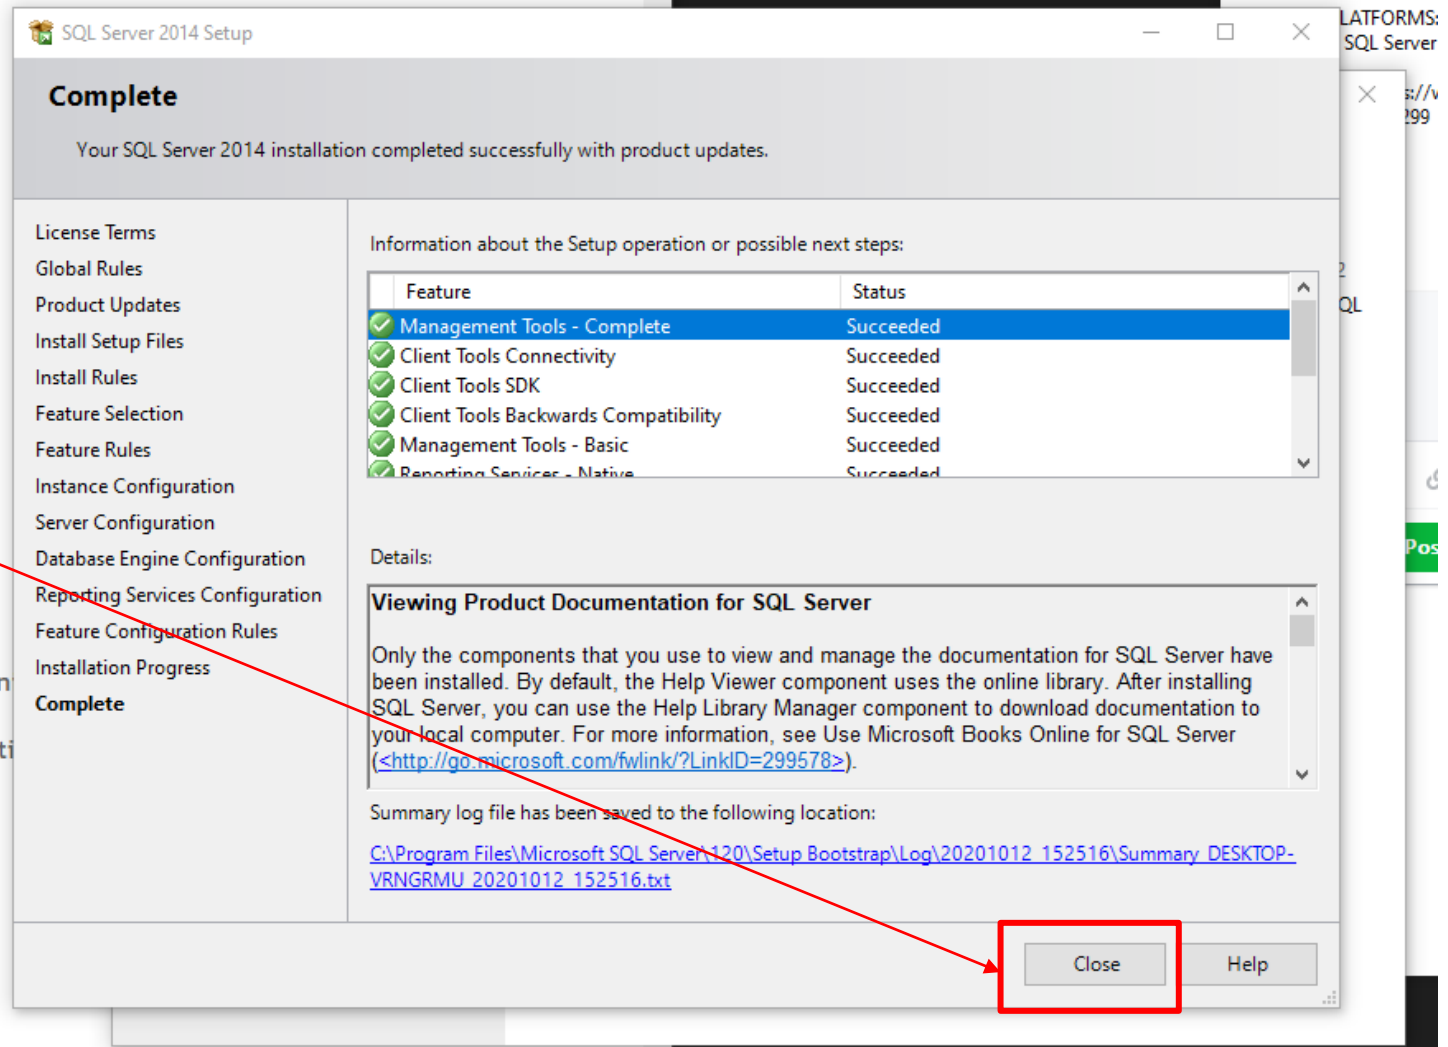 SQL Server 2014 Setup
LATFORMS:
SQL Server
Complete
Your SQL Server 2014 installation completed successfully with product updates.
299
License Terms
Global Rules
Product Updates
Install Setup Files
Install Rules
Feature Selection
Feature Rules
Instance Configuration
Server Configuration
Database Engine Configuration
Reporting Services Configuration
Feature Configuration Rules
Installation Progress
Complete
Information about the Setup operation or possible next steps:
Feature Status
Management Tools - Complete Succeeded
Client Tools Connectivity Succeeded
Client Tools SDK Succeeded
Client Tools Backwards Compatibility Succeeded
Management Tools - Basic Succeeded
Reporting Services - Native Succeeded
QL
Pos
Details:
Viewing Product Documentation for SQL Server
Only the components that you use to view and manage the documentation for SQL Server have
been installed. By default, the Help Viewer component uses the online library. After installing
SQL Server, you can use the Help Library Manager component to download documentation to
your local computer. For more information, see Use Microsoft Books Online for SQL Server
(<http://go.microsoft.com/fwlink/?LinkID=299578>).
Summary log file has been saved to the following location:
C:\Program Files\Microsoft SQL Server\120\Setup Bootstrap\Log\20201012_152516\Summary_DESKTOP-
VRNGRMU_20201012_152516.txt
Close Help